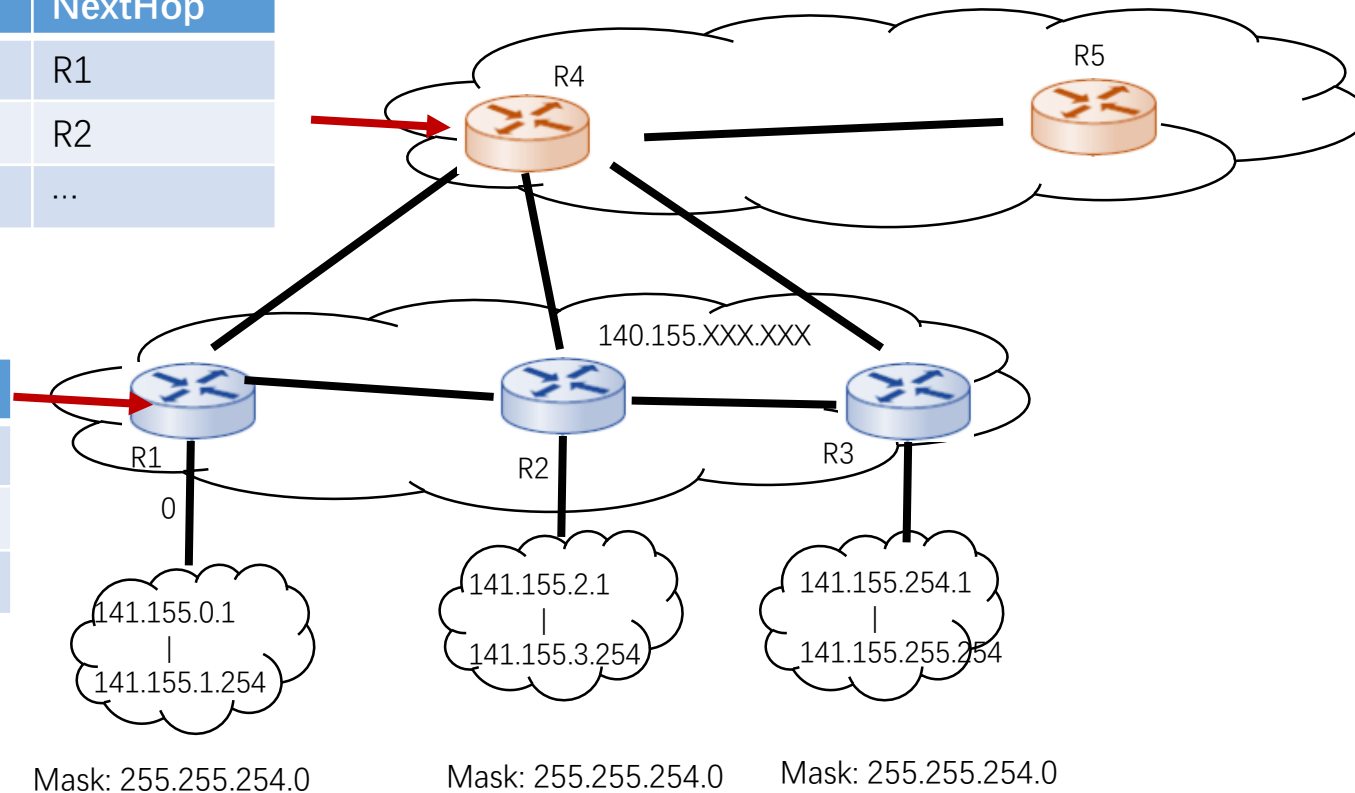 NextHop
R1
R2
...
R4
R5
140.155.XXX.XXX
R1
R2
R3
0
141.155.0.1
|
141.155.1.254
141.155.2.1
|
141.155.3.254
141.155.254.1
|
141.155.255.254
Mask: 255.255.254.0
Mask: 255.255.254.0
Mask: 255.255.254.0